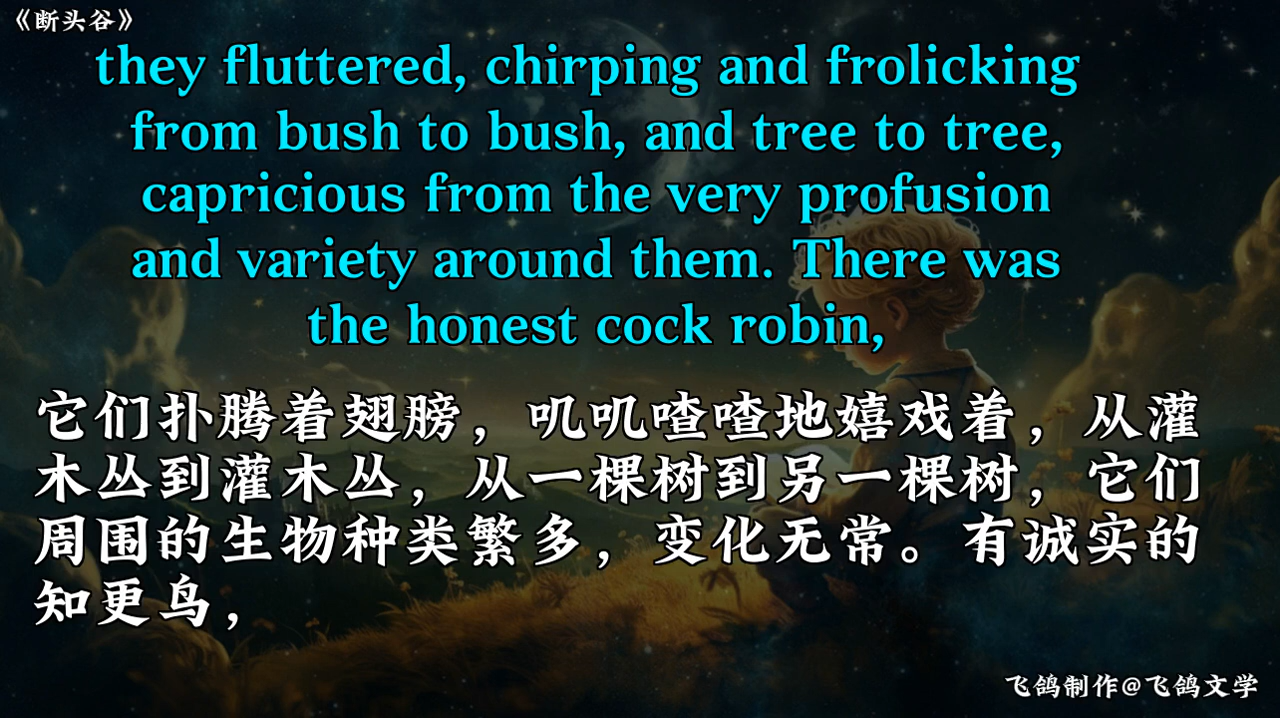 《断头谷》
they fluttered, chirping and frolicking
from bush to bush, and tree to tree,
capricious from the very profusion
and variety around them. There was
the honest cock robin,
它们扑腾着翅膀，叽叽喳喳地嬉戏着，从灌
木丛到灌木丛，从一棵树到另一棵树，它们
周围的生物种类繁多，变化无常。有诚实的
知更鸟，
飞鸽制作@飞鸽文学